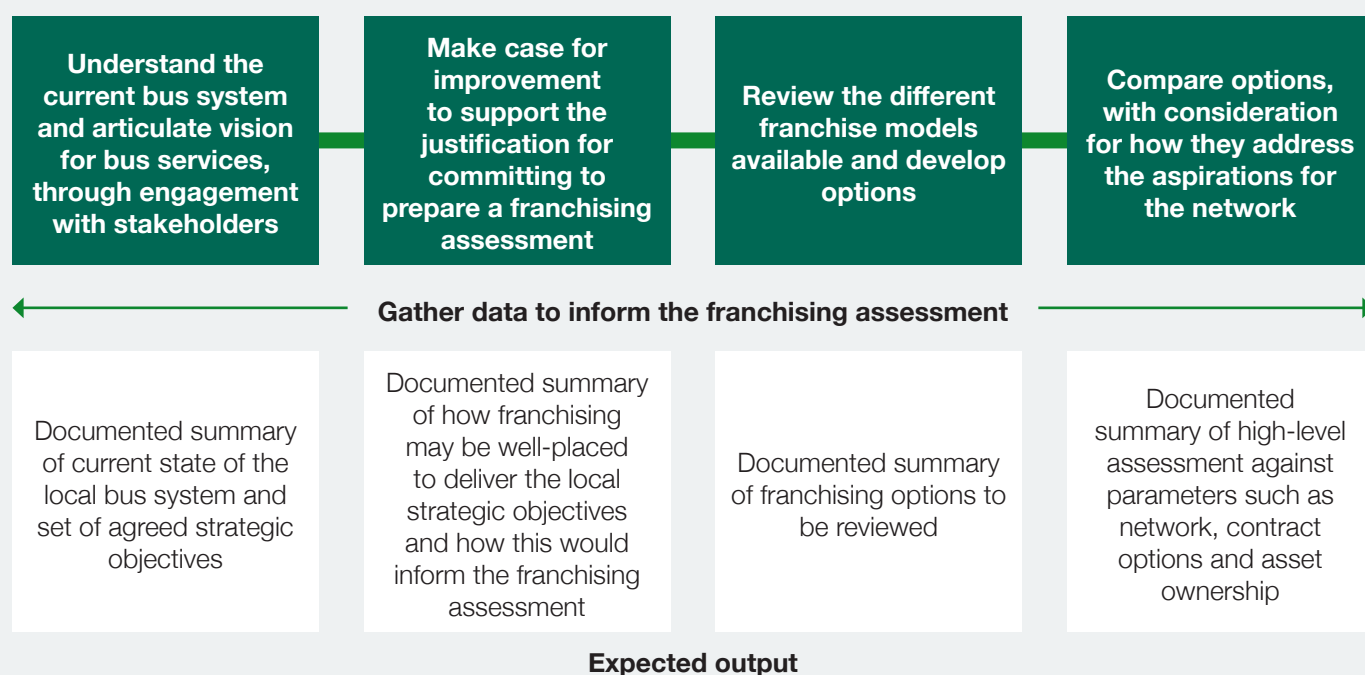 Understand the
current bus system
and articulate vision
for bus services,
through engagement
with stakeholders
Make case for
improvement
to support the
justification for
committing to
prepare a franchising
assessment
Review the different
franchise models
available and develop
options
Compare options,
with consideration
for how they address
the aspirations for
the network
Gather data to inform the franchising assessment
Documented summary
of current state of the
local bus system and
set of agreed strategic
objectives
Documented summary
of how franchising
may be well-placed
to deliver the local
strategic objectives
and how this would
inform the franchising
assessment
Documented summary
of franchising options to
be reviewed
Documented
summary of high-level
assessment against
parameters such as
network, contract
options and asset
ownership
Expected output